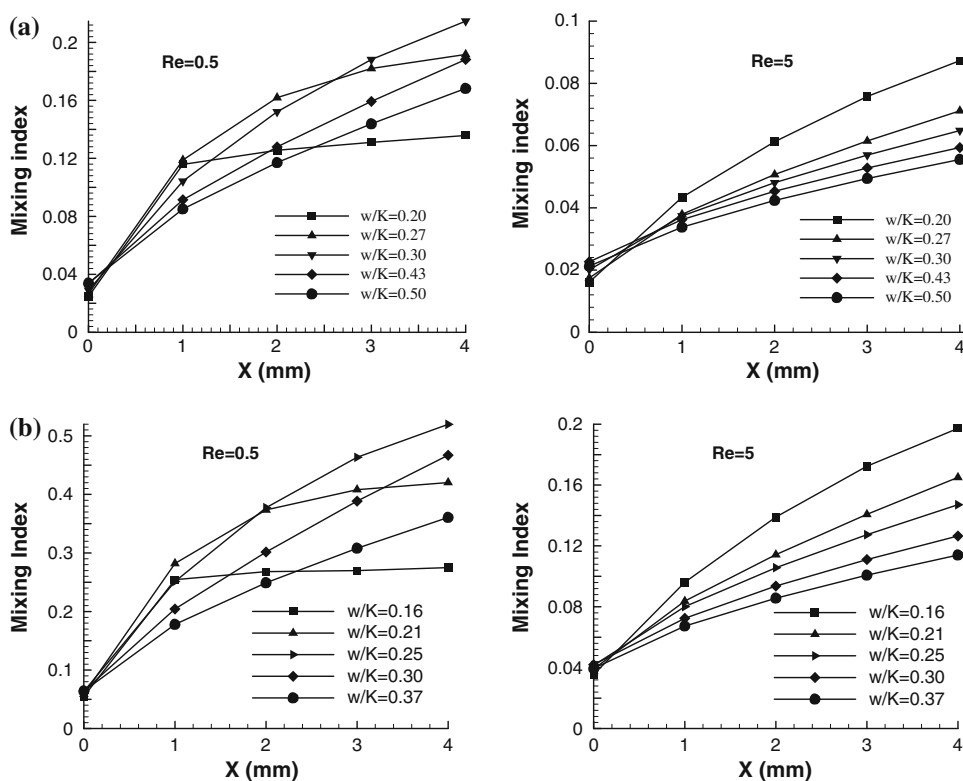 (a)
Re=0.5
Mixing index
0.2
0.16
0.12
0.08
0.04
0
0 1 2 3 4
X (mm)
w/K=0.20
w/K=0.27
w/K=0.30
w/K=0.43
w/K=0.50
Re=5
Mixing index
0.1
0.08
0.06
0.04
0.02
0
0 1 2 3 4
X (mm)
w/K=0.20
w/K=0.27
w/K=0.30
w/K=0.43
w/K=0.50
(b)
Re=0.5
Mixing Index
0.5
0.4
0.3
0.2
0.1
0
0 1 2 3 4
X (mm)
w/K=0.16
w/K=0.21
w/K=0.25
w/K=0.30
w/K=0.37
Re=5
Mixing Index
0.2
0.16
0.12
0.08
0.04
0
0 1 2 3 4
X (mm)
w/K=0.16
w/K=0.21
w/K=0.25
w/K=0.30
w/K=0.37